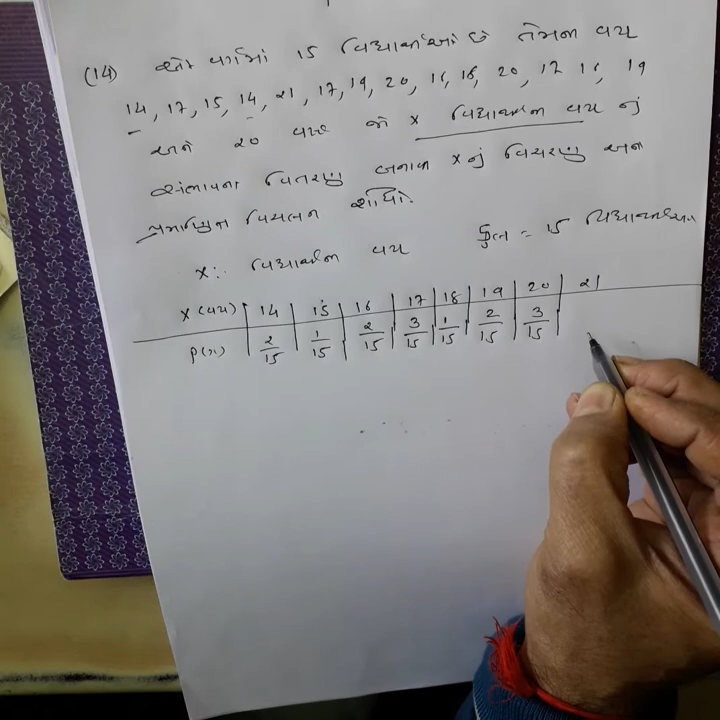 (14) એક વર્ગમાં 15 વિદ્યાર્થીઓ છે તેમના વય
14, 17, 15, 14, 21, 17, 19, 20, 16, 18, 20, 17, 16, 19
અને 20 વર્ષ છે જો X વિદ્યાર્થીની વય નું
સંભાવના વિતરણ બનાવો X નું વિચરણ અને
પ્રમાણિત વિચલન શોધો.
X : વિદ્યાર્થીની વય કુલ = 15 વિદ્યાર્થીઓ
X (વય) 14 15 16 17 18 19 20 21
P(x) 2/15 1/15 2/15 3/15 1/15 2/15 3/15